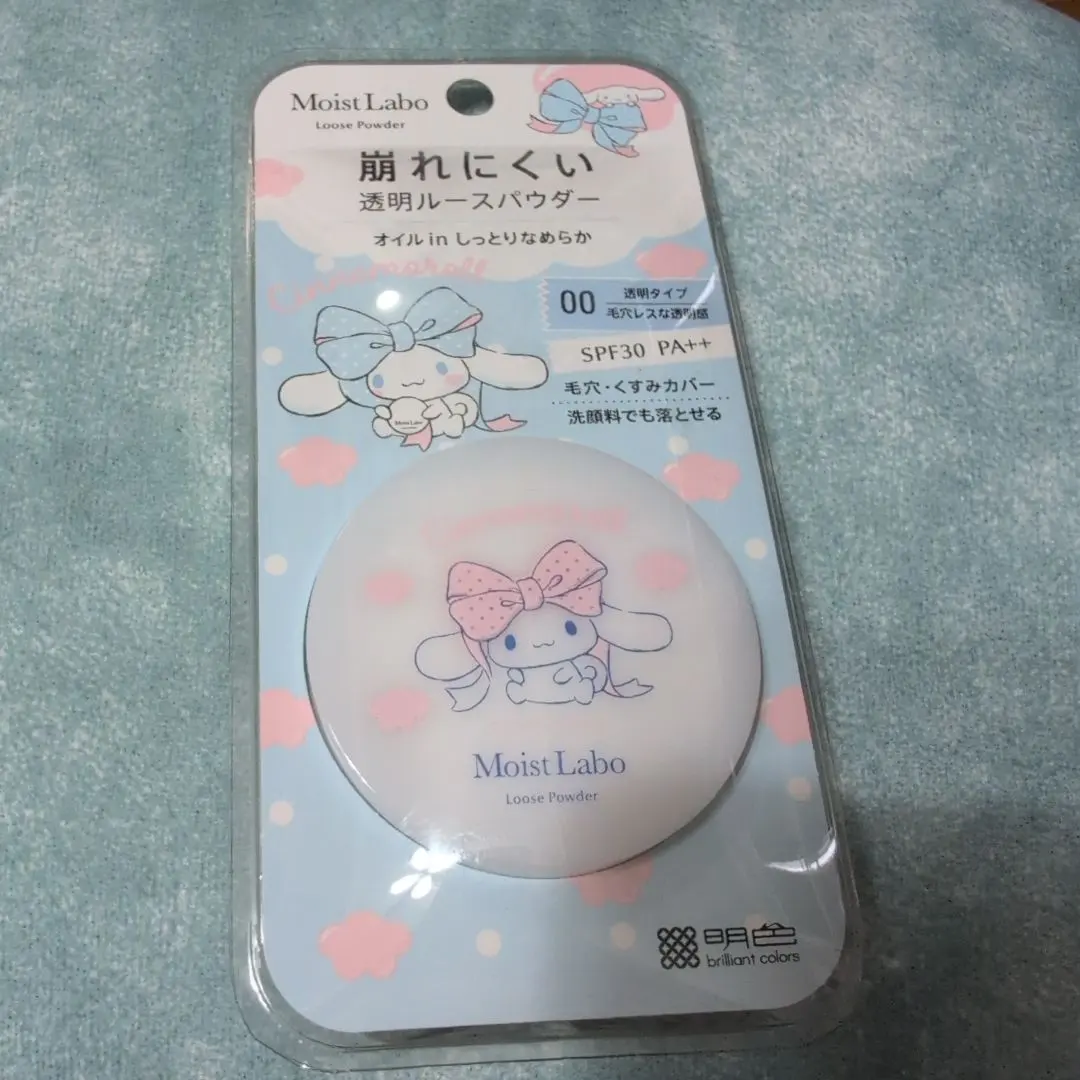 Moist Labo
Loose Powder
崩れにくい
透明ルースパウダー
オイル in しっとりなめらか
Cinnamoroll
00
透明タイプ
毛穴レスな透明感
SPF30 PA++
毛穴・くすみカバー
洗顔料でも落とせる
Moist Labo
Cinnamoroll
Moist Labo
Loose Powder
明色
brilliant colors